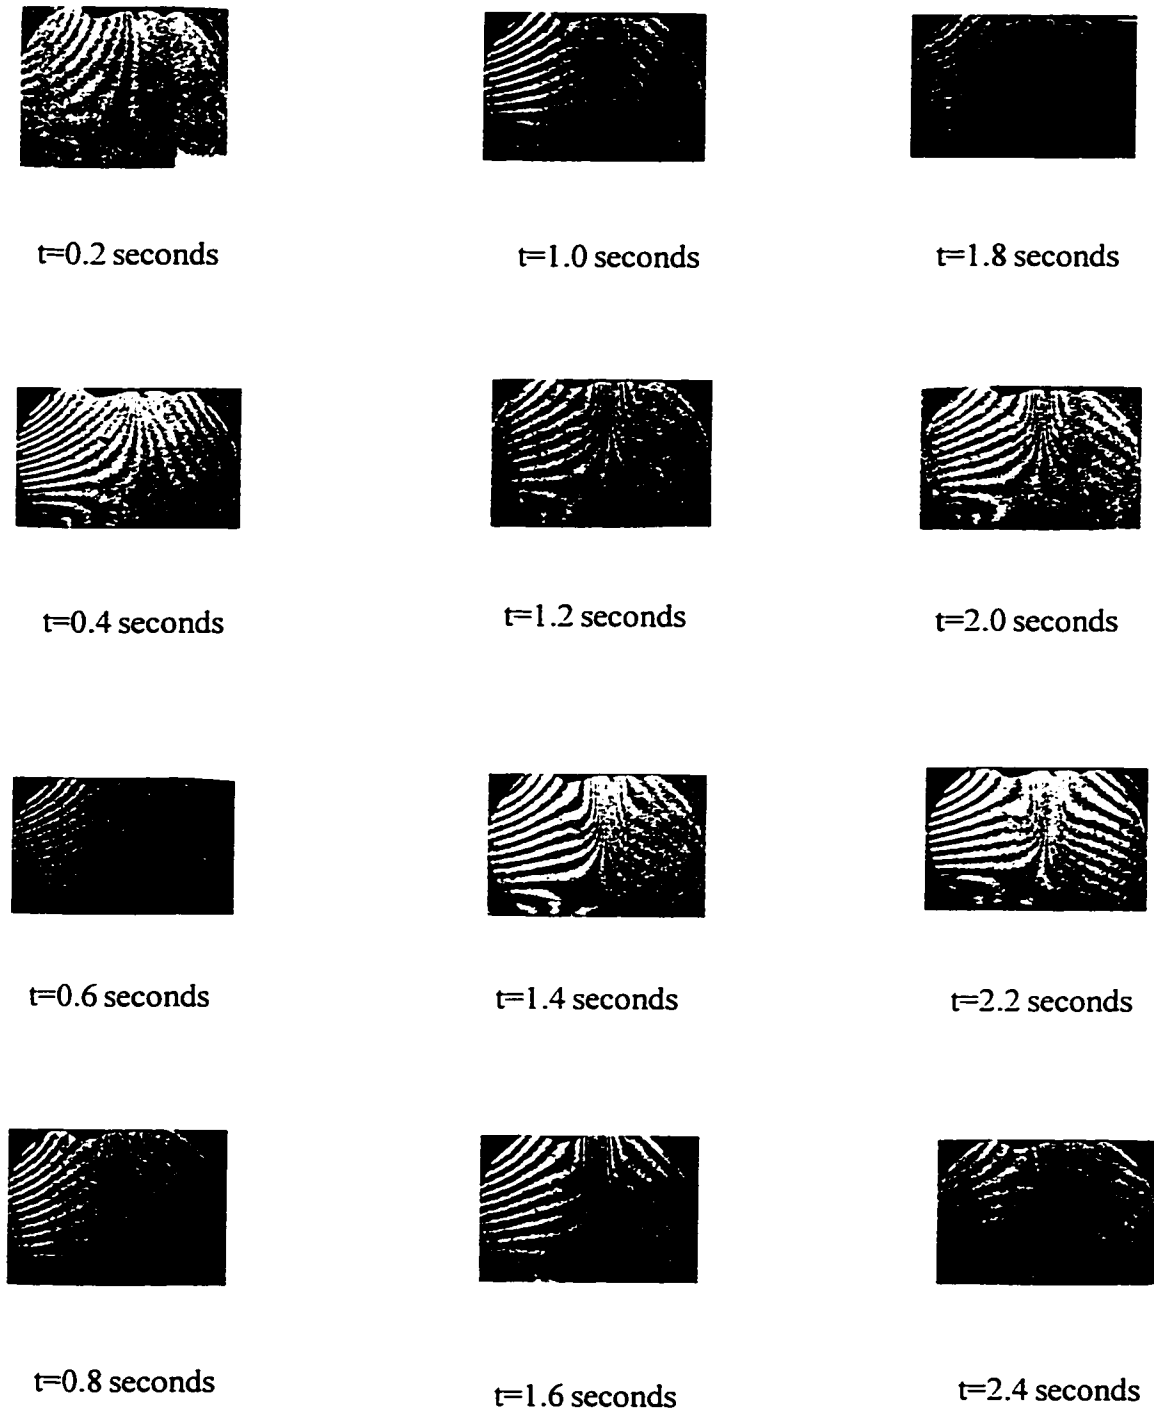 t=0.2 seconds
t=1.0 seconds
t=1.8 seconds
t=0.4 seconds
t=1.2 seconds
t=2.0 seconds
t=0.6 seconds
t=1.4 seconds
t=2.2 seconds
t=0.8 seconds
t=1.6 seconds
t=2.4 seconds